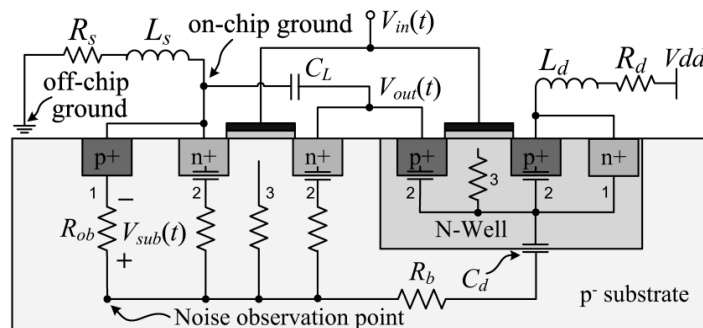 R_s
L_s
on-chip ground
V_in(t)
off-chip
ground
C_L
V_out(t)
L_d
R_d
Vdd
p+
n+
n+
p+
p+
n+
1
2
3
2
2
3
2
1
R_ob
−
V_sub(t)
+
N-Well
R_b
C_d
p- substrate
Noise observation point